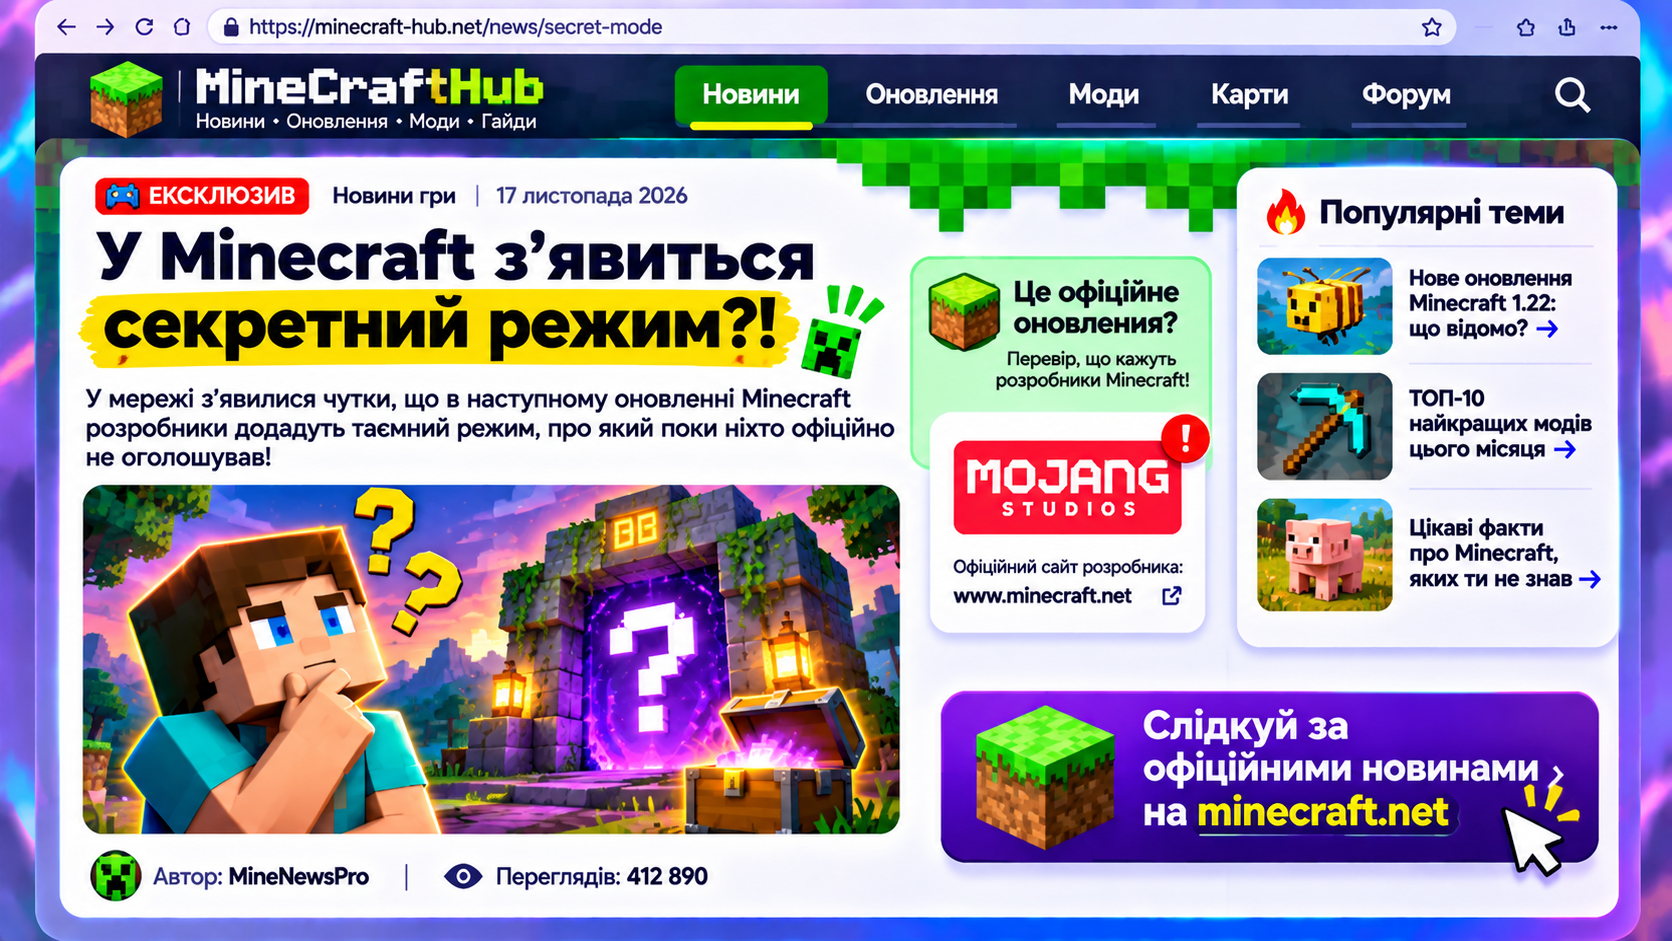 https://minecraft-hub.net/news/secret-mode
MineCraftHub
Новини • Оновлення • Моди • Гайди
Новини
Оновлення
Моди
Карти
Форум
ЕКСКЛЮЗИВ
Новини гри | 17 листопада 2026
У Minecraft з’явиться
секретний режим?!
У мережі з’явилися чутки, що в наступному оновленні Minecraft
розробники додадуть таємний режим, про який поки ніхто офіційно
не оголошував!
?
?
?
Автор: MineNewsPro | Переглядів: 412 890
Це офіційне
оновлення?
Перевір, що кажуть
розробники Minecraft!
!
MOJANG
STUDIOS
Офіційний сайт розробника:
www.minecraft.net
Популярні теми
Нове оновлення
Minecraft 1.22:
що відомо? →
ТОП-10
найкращих модів
цього місяця →
Цікаві факти
про Minecraft,
яких ти не знав →
Слідкуй за
офіційними новинами
на minecraft.net